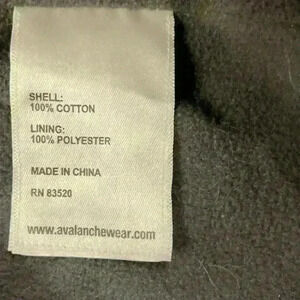 SHELL:
100% COTTON
LINING:
100% POLYESTER
MADE IN CHINA
RN 83520
www.avalanchewear.com